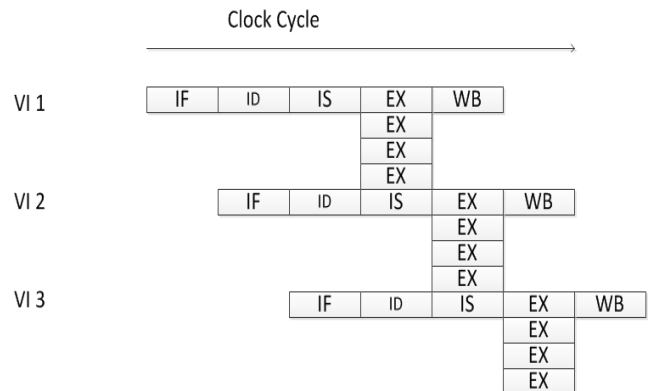 Clock Cycle
VI 1 IF ID IS EX WB
EX
EX
EX
VI 2 IF ID IS EX WB
EX
EX
EX
VI 3 IF ID IS EX WB
EX
EX
EX